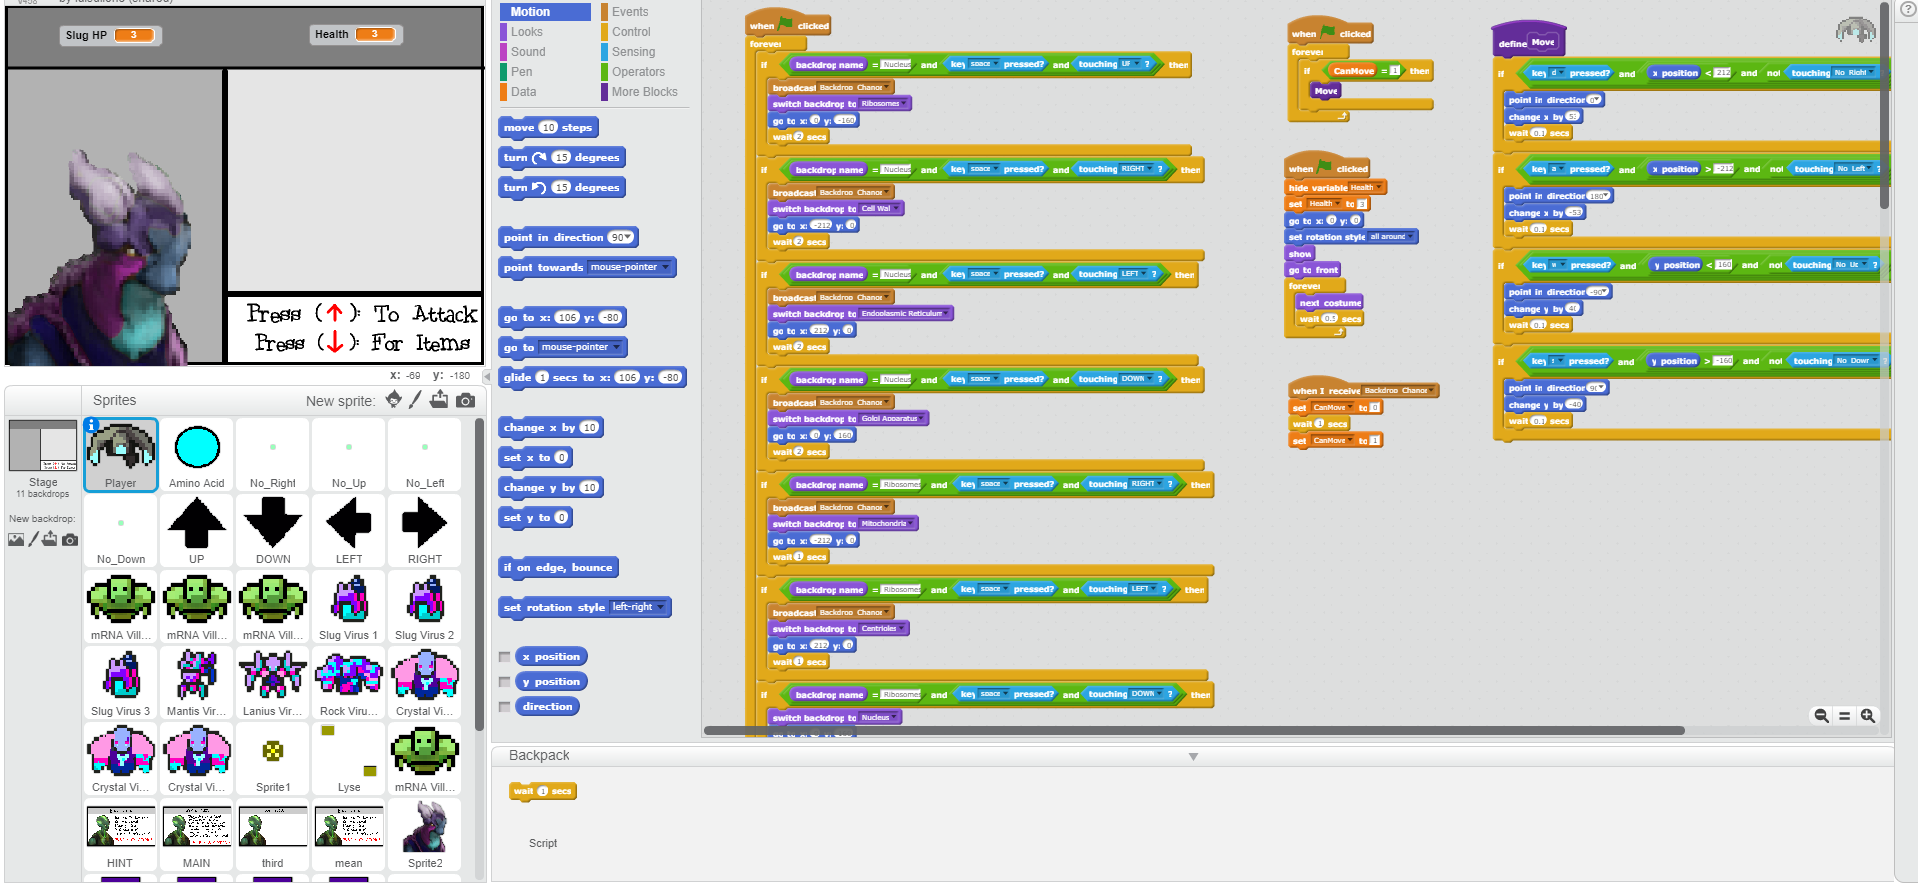 Slug HP 3
Health 3
Press (↑): To Attack
Press (↓): For Items
x: -69 y: -180
Sprites
New sprite:
Stage
11 backdrops
New backdrop:
Player
Amino Acid
No_Right
No_Up
No_Left
No_Down
UP
DOWN
LEFT
RIGHT
mRNA Vill...
mRNA Vill...
mRNA Vill...
Slug Virus 1
Slug Virus 2
Slug Virus 3
Mantis Vir...
Lanius Vir...
Rock Viru...
Crystal Vi...
Crystal Vi...
Crystal Vi...
Sprite1
Lyse
mRNA Vill...
HINT
MAIN
third
mean
Sprite2
Motion
Looks
Sound
Pen
Data
Events
Control
Sensing
Operators
More Blocks
move 10 steps
turn 15 degrees
turn 15 degrees
point in direction 90
point towards mouse-pointer
go to x: 106 y: -80
go to mouse-pointer
glide 1 secs to x: 106 y: -80
change x by 10
set x to 0
change y by 10
set y to 0
if on edge, bounce
set rotation style left-right
x position
y position
direction
when clicked
forever
if backdrop name = Nucleus and key space pressed? and touching UP ? then
broadcast Backdrop Chang
switch backdrop to Ribosomes
go to x: 0 y: -160
wait 2 secs
if backdrop name = Nucleus and key space pressed? and touching RIGHT ? then
broadcast Backdrop Chang
switch backdrop to Cell Wall
go to x: -212 y: 0
wait 2 secs
if backdrop name = Nucleus and key space pressed? and touching LEFT ? then
broadcast Backdrop Chang
switch backdrop to Endoplasmic Reticulum
go to x: 212 y: 0
wait 2 secs
if backdrop name = Nucleus and key space pressed? and touching DOWN ? then
broadcast Backdrop Chang
switch backdrop to Golgi Apparatus
go to x: 0 y: 160
wait 2 secs
if backdrop name = Ribosomes and key space pressed? and touching RIGHT ? then
broadcast Backdrop Chang
switch backdrop to Mitochondria
go to x: -212 y: 0
wait 1 secs
if backdrop name = Ribosomes and key space pressed? and touching LEFT ? then
broadcast Backdrop Chang
switch backdrop to Centrioles
go to x: 212 y: 0
wait 1 secs
if backdrop name = Ribosomes and key space pressed? and touching DOWN ? then
switch backdrop to Nucleus
when clicked
forever
if CanMove = 1 then
Move
when clicked
hide variable Health
set Health to 3
go to x: 0 y: 0
set rotation style all around
show
go to front
forever
next costume
wait 0.5 secs
when I receive Backdrop Chang
set CanMove to 0
wait 1 secs
set CanMove to 1
define Move
if key d pressed? and x position < 212 and not touching No_Right
point in direction 0
change x by 53
wait 0.1 secs
if key a pressed? and x position > -212 and not touching No_Left ?
point in direction 180
change x by -53
wait 0.1 secs
if key w pressed? and y position < 160 and not touching No_Up ?
point in direction -90
change y by 40
wait 0.1 secs
if key s pressed? and y position > -160 and not touching No_Down
point in direction 90
change y by -40
wait 0.1 secs
Backpack
wait 1 secs
Script